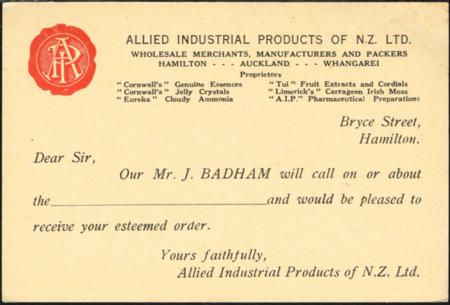 ALLIED INDUSTRIAL PRODUCTS OF N.Z. LTD.
WHOLESALE MERCHANTS, MANUFACTURERS AND PACKERS
HAMILTON - - - AUCKLAND - - - WHANGAREI
Proprietors
"Cornwall's" Genuine Essences
"Cornwall's" Jelly Crystals
"Eureka" Cloudy Ammonia
"Tui" Fruit Extracts and Cordials
"Limerick's" Carrageen Irish Moss
"A.I.P." Pharmaceutical Preparations
Bryce Street,
Hamilton.
Dear Sir,
Our Mr. J. BADHAM will call on or about
the and would be pleased to
receive your esteemed order.
Yours faithfully,
Allied Industrial Products of N.Z. Ltd.